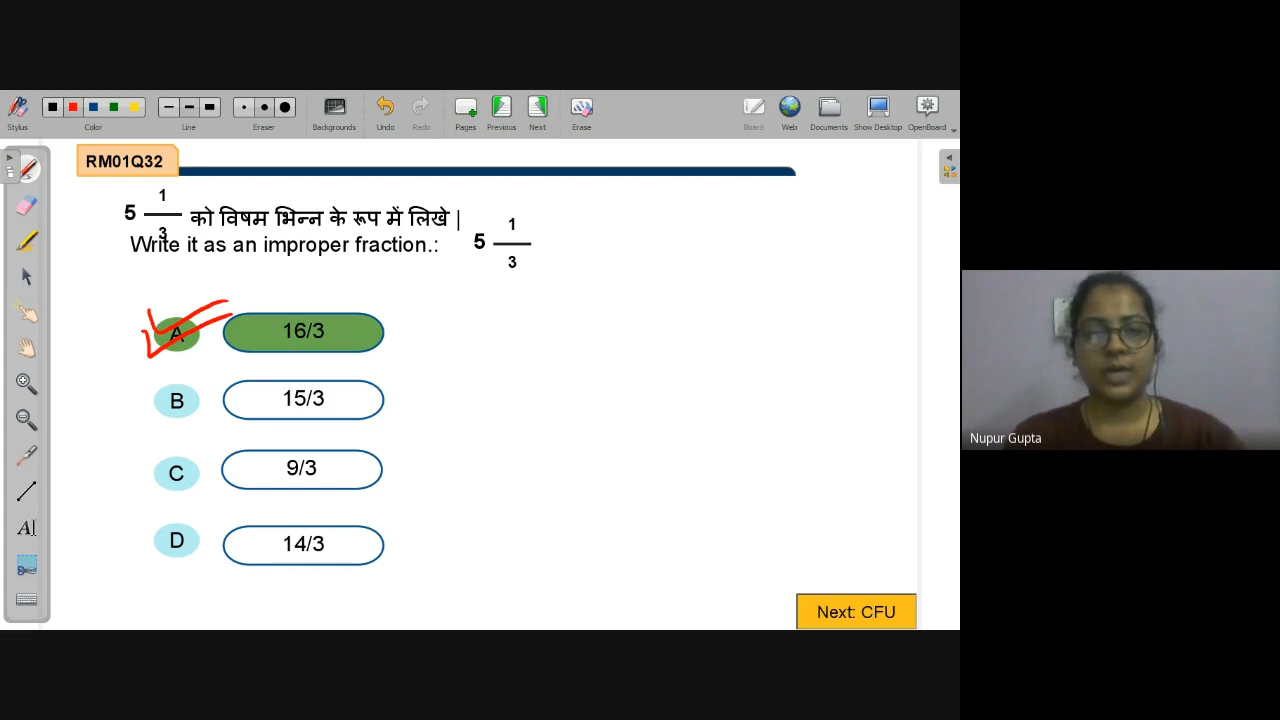 Stylus
Color
Line
Eraser
Backgrounds
Undo
Redo
Pages
Previous
Next
Erase
Board
Web
Documents
Show Desktop
OpenBoard
RM01Q32
5 1/3 को विषम भिन्न के रूप में लिखे |
Write it as an improper fraction.: 5 1/3
A 16/3
B 15/3
C 9/3
D 14/3
Next: CFU
Nupur Gupta